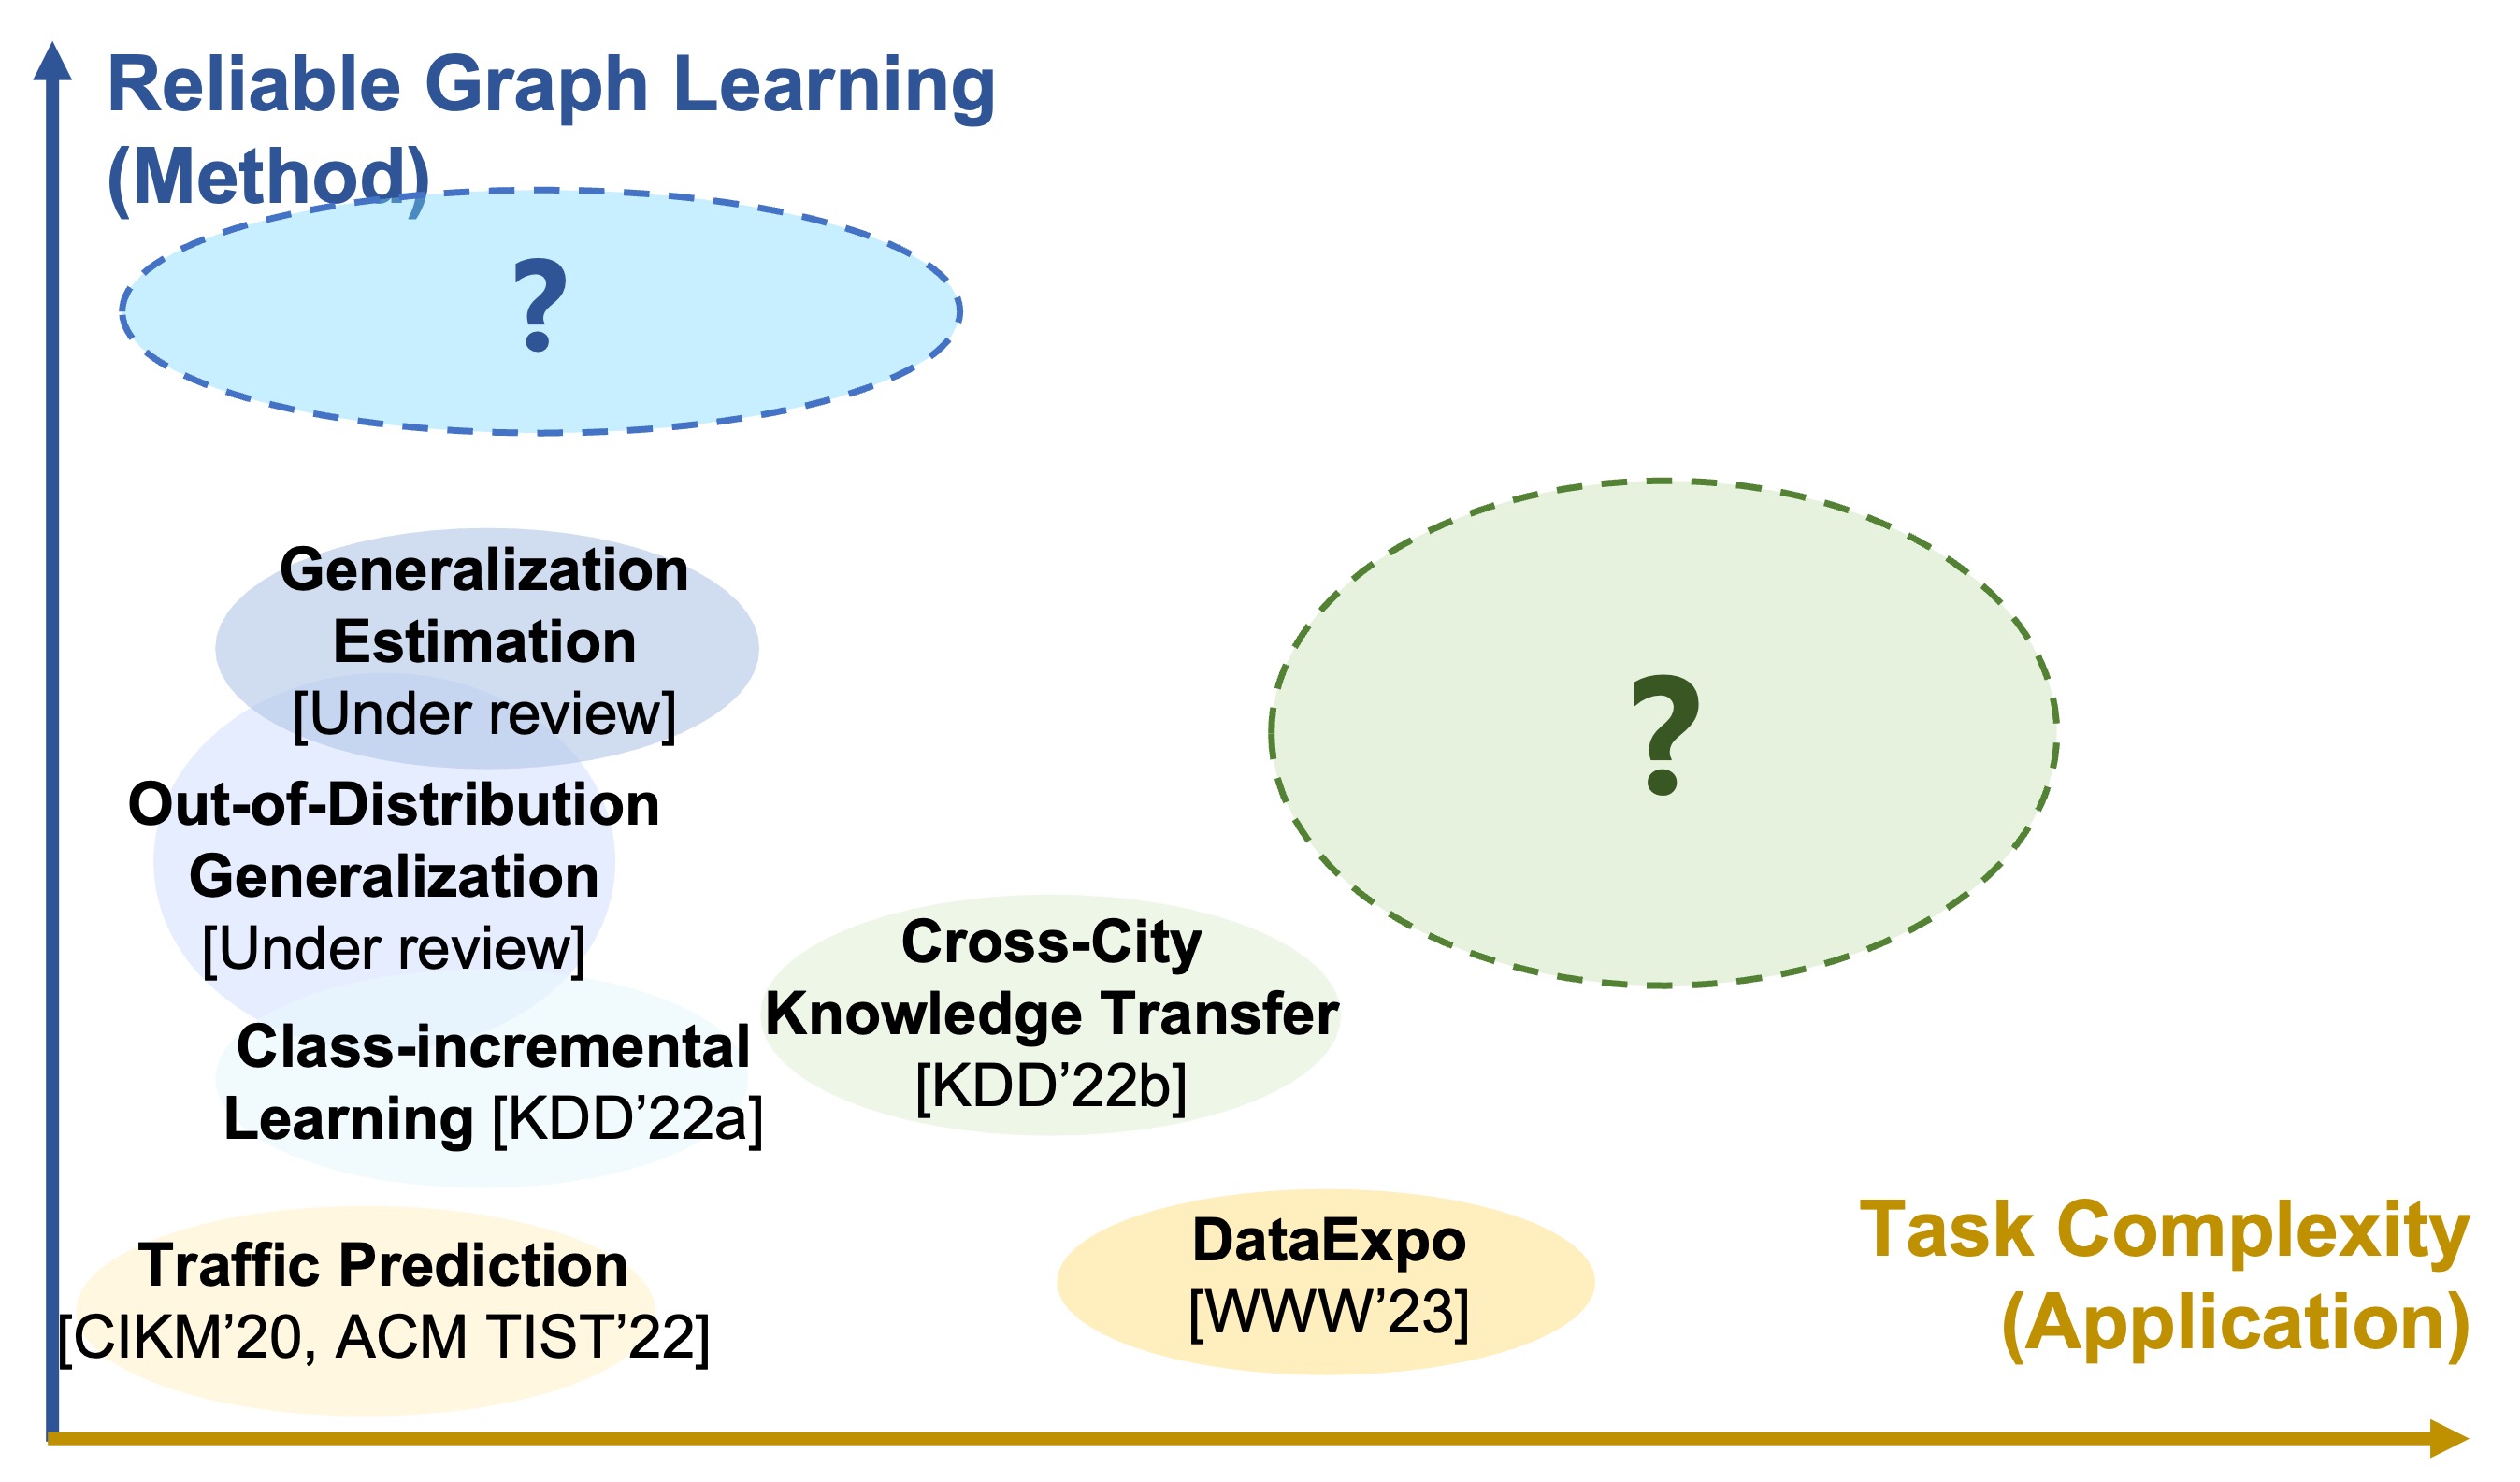 Reliable Graph Learning
(Method)
?
Generalization
Estimation
[Under review]
?
Out-of-Distribution
Generalization
[Under review]
Cross-City
Knowledge Transfer
[KDD’22b]
Class-incremental
Learning [KDD’22a]
Traffic Prediction
[CIKM’20, ACM TIST’22]
DataExpo
[WWW’23]
Task Complexity
(Application)